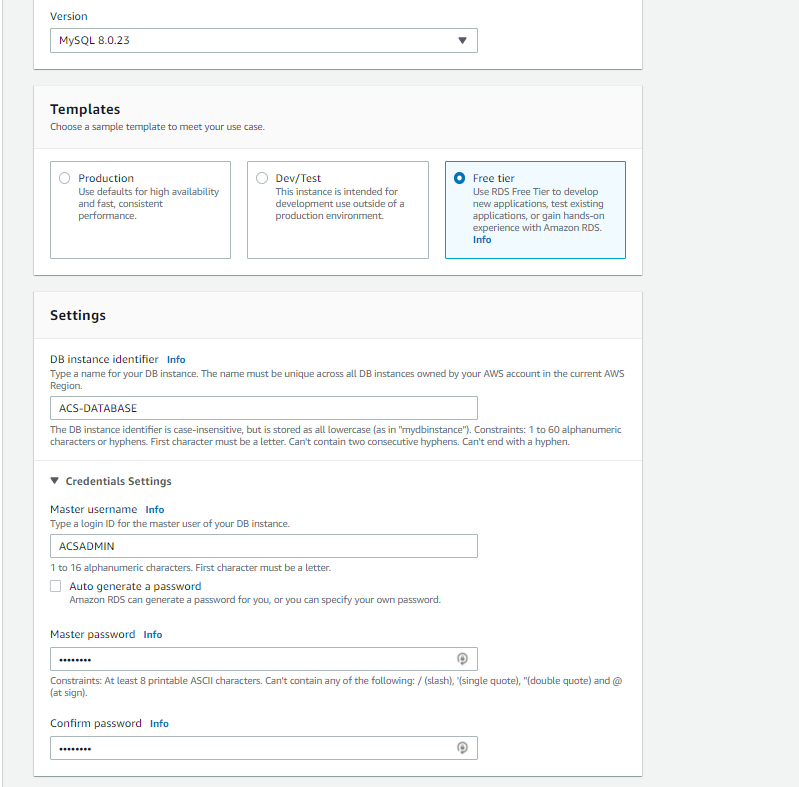 Version
MySQL 8.0.23
Templates
Choose a sample template to meet your use case.
Production
Use defaults for high availability
and fast, consistent
performance.
Dev/Test
This instance is intended for
development use outside of a
production environment.
Free tier
Use RDS Free Tier to develop
new applications, test existing
applications, or gain hands-on
experience with Amazon RDS.
Info
Settings
DB instance identifier Info
Type a name for your DB instance. The name must be unique across all DB instances owned by your AWS account in the current AWS
Region.
ACS-DATABASE
The DB instance identifier is case-insensitive, but is stored as all lowercase (as in "mydbinstance"). Constraints: 1 to 60 alphanumeric
characters or hyphens. First character must be a letter. Can't contain two consecutive hyphens. Can't end with a hyphen.
Credentials Settings
Master username Info
Type a login ID for the master user of your DB instance.
ACSADMIN
1 to 16 alphanumeric characters. First character must be a letter.
Auto generate a password
Amazon RDS can generate a password for you, or you can specify your own password.
Master password Info
••••••••
Constraints: At least 8 printable ASCII characters. Can't contain any of the following: / (slash), '(single quote), "(double quote) and @
(at sign).
Confirm password Info
••••••••